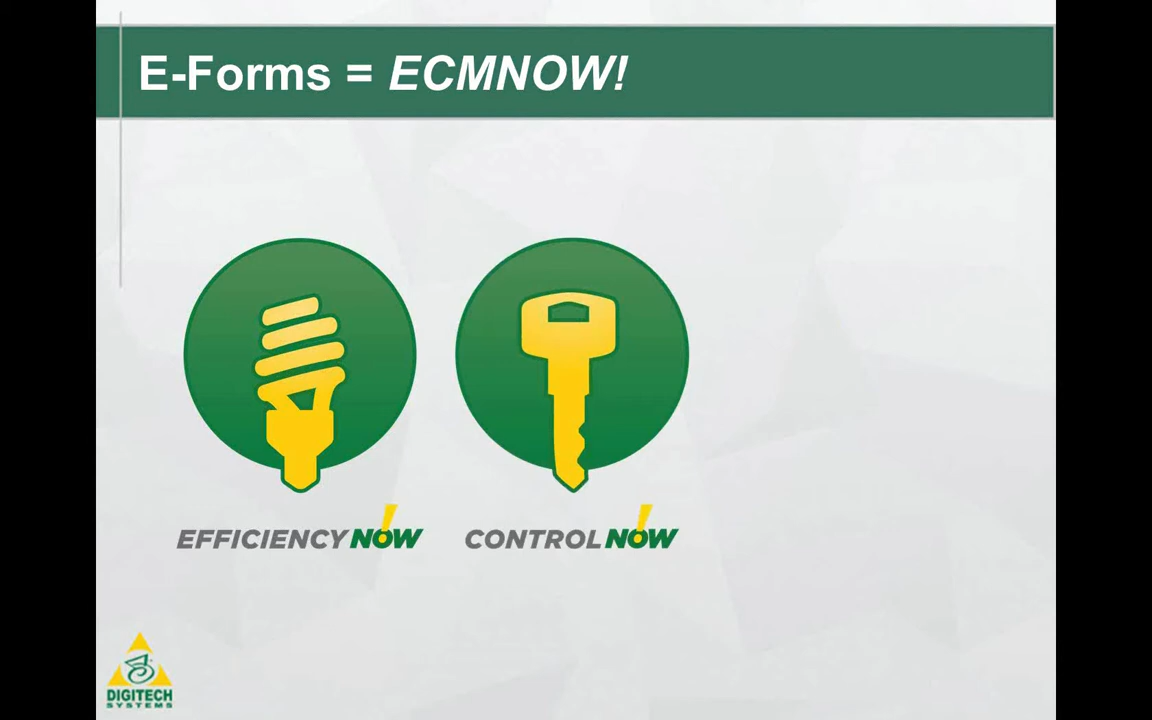 E-Forms = ECMNOW!
EFFICIENCYNOW! CONTROLNOW!
DIGITECH
SYSTEMS